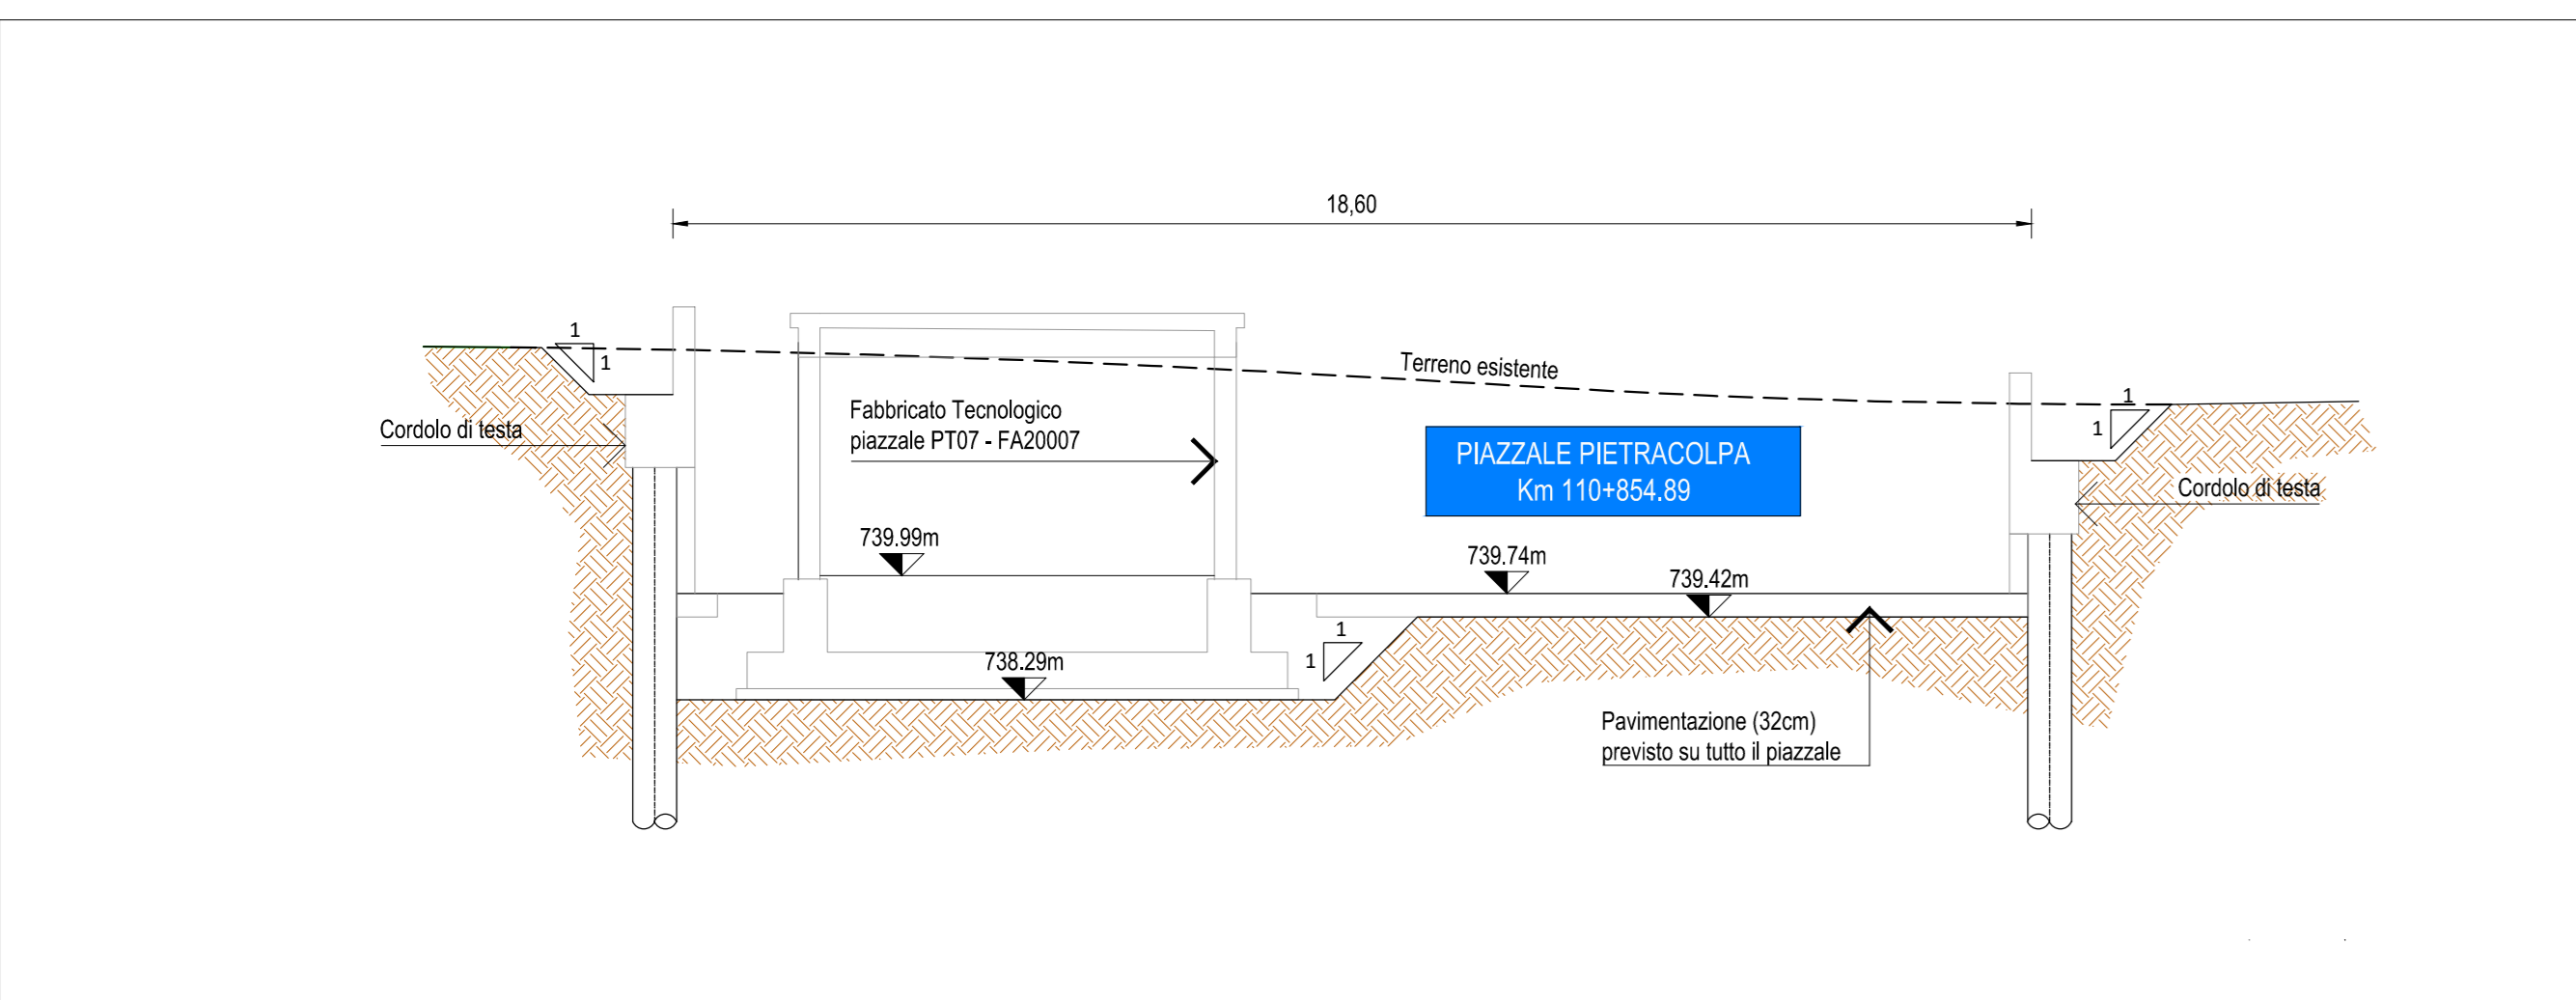 18,60
1
1
Terreno esistente
1
1
Fabbricato Tecnologico
piazzale PT07 - FA20007
Cordolo di testa
PIAZZALE PIETRACOLPA
Km 110+854.89
Cordolo di testa
739.99m
739.74m
739.42m
1
1
738.29m
Pavimentazione (32cm)
previsto su tutto il piazzale